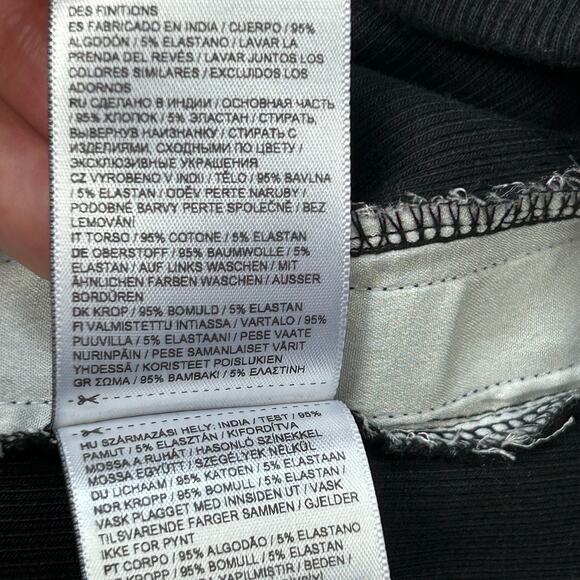 DES FINITIONS
ES FABRICADO EN INDIA / CUERPO / 95%
ALGODÓN / 5% ELASTANO / LAVAR LA
PRENDA DEL REVÉS / LAVAR JUNTOS LOS
COLORES SIMILARES / EXCLUIDOS LOS
ADORNOS
RU СДЕЛАНО В ИНДИИ / ОСНОВНАЯ ЧАСТЬ
/ 95% ХЛОПОК / 5% ЭЛАСТАН / СТИРАТЬ,
ВЫВЕРНУВ НАИЗНАНКУ / СТИРАТЬ С
ИЗДЕЛИЯМИ, СХОДНЫМИ ПО ЦВЕТУ /
ЭКСКЛЮЗИВНЫЕ УКРАШЕНИЯ
CZ VYROBENO V INDII / TĚLO / 95% BAVLNA
/ 5% ELASTAN / ODĚV PERTE NARUBY /
PODOBNÉ BARVY PERTE SPOLEČNĚ / BEZ
LEMOVÁNÍ
IT TORSO / 95% COTONE / 5% ELASTAN
DE OBERSTOFF / 95% BAUMWOLLE / 5%
ELASTAN / AUF LINKS WASCHEN / MIT
ÄHNLICHEN FARBEN WASCHEN / AUSSER
BORDÜREN
DK KROP / 95% BOMULD / 5% ELASTAN
FI VALMISTETTU INTIASSA / VARTALO / 95%
PUUVILLA / 5% ELASTAANI / PESE VAATE
NURINPÄIN / PESE SAMANLAISET VÄRIT
YHDESSÄ / KORISTEET POISLUKIEN
GR ΣΩΜΑ / 95% ΒΑΜΒΑΚΙ / 5% ΕΛΑΣΤΙΝΗ
HU SZÁRMAZÁSI HELY: INDIA / TEST / 95%
PAMUT / 5% ELASZTÁN / KIFORDÍTVA
MOSSA A RUHÁT / HASONLÓ SZÍNEKKEL
MOSSA EGYÜTT / SZEGÉLYEK NÉLKÜL
DU LICHAAM / 95% KATOEN / 5% ELASTAAN
NOR KROPP / 95% BOMULL / 5% ELASTAN /
VASK PLAGGET MED INNSIDEN UT / VASK
TILSVARENDE FARGER SAMMEN / GJELDER
IKKE FOR PYNT
PT CORPO / 95% ALGODÃO / 5% ELASTANO
KROPP / 95% BOMULL / 5% ELASTAN
YAPILMISTIR / BEDEN /